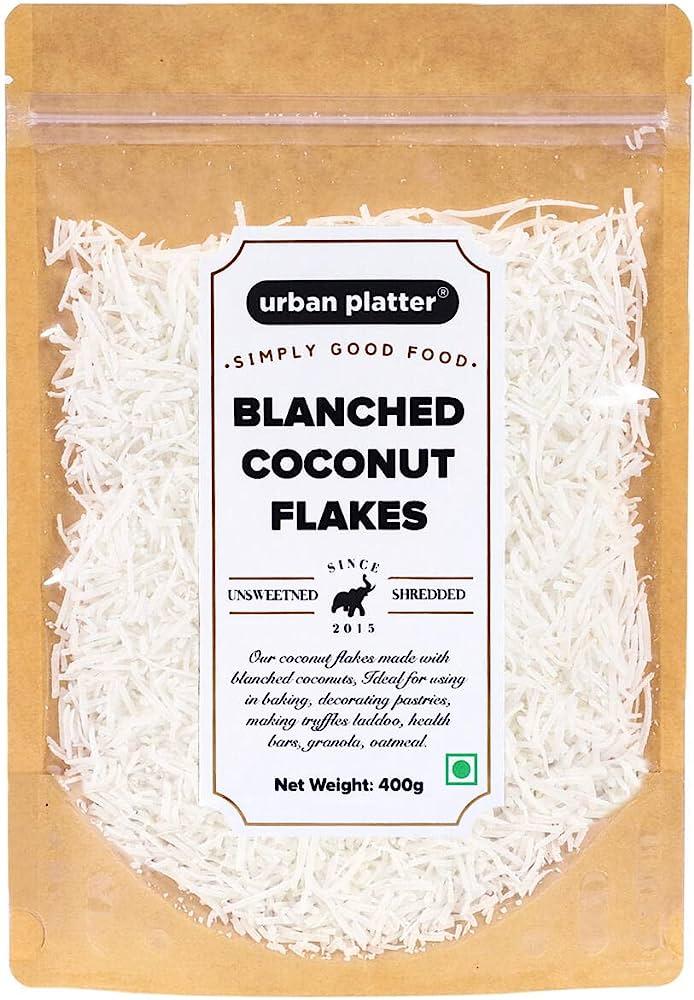 urban platter®
·SIMPLY GOOD FOOD·
BLANCHED
COCONUT
FLAKES
SINCE
UNSWEETNED SHREDDED
2015
Our coconut flakes made with
blanched coconuts, Ideal for using
in baking, decorating pastries,
making truffles laddoo, health
bars, granola, oatmeal.
Net Weight: 400g